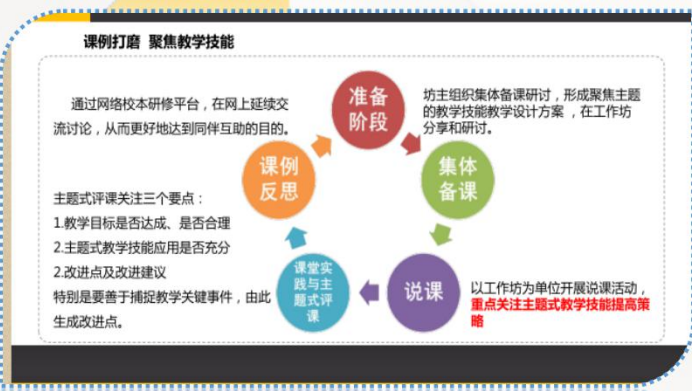 课例打磨 聚焦教学技能
通过网络校本研修平台，在网上延续交
流讨论，从而更好地达到同伴互助的目的。
准备
阶段
坊主组织集体备课研讨，形成聚焦主题
的教学技能教学设计方案 ，在工作坊
分享和研讨。
课例
反思
集体
备课
主题式评课关注三个要点：
1.教学目标是否达成、是否合理
2.主题式教学技能应用是否充分
2.改进点及改进建议
特别是要善于捕捉教学关键事件，由此
生成改进点。
课堂实
践与主
题式评
课
说课
以工作坊为单位开展说课活动，
重点关注主题式教学技能提高策
略